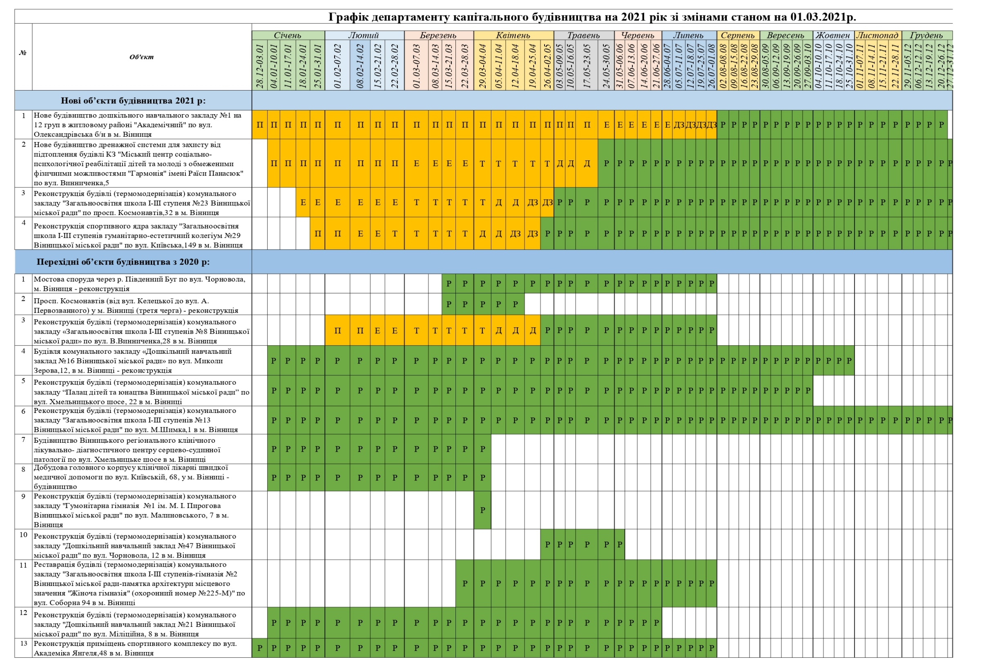 Графік департаменту капітального будівництва на 2021 рік зі змінами станом на 01.03.2021р.
№ Об'єкт Січень Лютий Березень Квітень Травень Червень Липень Серпень Вересень Жовтен Листопад Грудень
28.12-03.01 04.01-10.01 11.01-17.01 18.01-24.01 25.01-31.01 01.02-07.02 08.02-14.02 15.02-21.02 22.02-28.02 01.03-07.03 08.03-14.03 15.03-21.03 22.03-28.03 29.03-04.04 05.04-11.04 12.04-18.04 19.04-25.04 26.04-02.05 03.05-09.05 10.05-16.05 17.05-23.05 24.05-30.05 31.05-06.06 07.06-13.06 14.06-20.06 21.06-27.06 28.06-04.07 05.07-11.07 12.07-18.07 19.07-25.07 26.07-01.08 02.08-08.08 09.08-15.08 16.08-22.08 23.08-29.08 30.08-05.09 06.09-12.09 13.09-19.09 20.09-26.09 27.09-03.10 04.10-10.10 11.10-17.10 18.10-24.10 25.10-31.10 01.11-07.11 08.11-14.11 15.11-21.11 22.11-28.11 29.11-05.12 06.12-12.12 13.12-19.12 20.12-26.12 27.12-31.12
Нові об’єкти будівництва 2021 р:
1 Нове будівництво дошкільного навчального закладу №1 на
12 груп в житловому районі "Академічний" по вул.
Олександрівська б/н в м. Вінниця
П П П П П П П П П П П П П П П П П П П П П Е Е Е Е Е Е ДЗ ДЗ ДЗ ДЗ Р Р Р Р Р Р Р Р Р Р Р Р Р Р Р Р Р Р Р Р Р
2 Нове будівництво дренажної системи для захисту від
підтоплення будівлі КЗ "Міський центр соціально-
психологічної реабілітації дітей та молоді з обмеженими
фізичними можливостями "Гармонія" імені Раїси Панасюк"
по вул. Винниченка,5
П П П П П П П П Е Е Е Е Т Т Т Т Т Д Д Д Р Р Р Р Р Р Р Р Р Р Р Р Р Р Р Р Р Р Р Р Р Р Р Р Р Р Р Р Р Р Р Р
3 Реконструкція будівлі (термомодернізація) комунального
закладу "Загальноосвітня школа І-ІІІ ступеня №23 Вінницької
міської ради" по просп. Космонавтів,32 в м. Вінниця
Е Е Е Е Е Е Т Т Т Т Т Д Д ДЗ ДЗ Р Р Р Р Р Р Р Р Р Р Р Р Р Р Р Р Р Р Р Р Р Р Р Р Р Р Р Р Р Р Р Р Р Р Р
4 Реконструкція спортивного ядра закладу "Загальноосвітня
школа І-ІІІ ступенів гуманітарно-естетичний колегіум №29
Вінницької міської ради" по вул. Київська,149 в м. Вінниця
П П Е Е Т Т Т Т Т Д Д ДЗ ДЗ Р Р Р Р Р Р Р Р Р Р Р Р Р Р Р Р Р Р Р Р Р Р Р Р Р Р Р Р Р Р Р Р Р Р Р Р
Перехідні об’єкти будівництва з 2020 р:
1 Мостова споруда через р. Південний Буг по вул. Чорновола,
м. Вінниця - реконструкція
Р Р Р Р Р Р Р Р Р Р Р Р Р Р Р Р Р Р Р Р
2 Просп. Космонавтів (від вул. Келецької до вул. А.
Первозванного) у м. Вінниці (третя черга) - реконструкція
Р Р Р Р Р
3 Реконструкція будівлі (термомодернізація) комунального
закладу «Загальноосвітня школа І-ІІІ ступенів №8 Вінницької
міської ради» по вул. В.Винниченка,28 в м. Вінниця
П П Е Е Т Т Т Т Т Д Д Д Р Р Р Р Р Р Р Р Р Р Р Р Р Р
4 Будівля комунального закладу «Дошкільний навчальний
заклад №16 Вінницької міської ради» по вул. Миколи
Зерова,12, в м. Вінниці - реконструкція
Р Р Р Р Р Р Р Р Р Р Р Р Р Р Р Р Р Р Р Р Р Р Р Р Р Р Р Р Р Р Р Р Р Р Р Р Р Р Р Р Р Р Р
5 Реконструкція будівлі (термомодернізація) комунального
закладу “Палац дітей та юнацтва Вінницької міської ради” по
вул. Хмельницького шосе, 22 в м. Вінниці
Р Р Р Р Р Р Р Р Р Р Р Р Р Р Р Р Р Р Р Р Р Р Р Р Р Р Р Р Р Р Р Р Р Р Р Р Р Р Р
6 Реконструкція будівлі (термомодернізація) комунального
закладу "Загальноосвітня школа І-ІІІ ступенів №13
Вінницької міської ради" по вул. М.Шимка,1 в м. Вінниця
Р Р Р Р Р Р Р Р Р Р Р Р Р Р Р Р Р Р Р Р Р Р Р Р Р Р Р Р Р Р Р Р Р Р Р Р Р Р Р Р Р Р Р Р Р Р Р Р Р Р Р Р
7 Будівництво Вінницького регіонального клінічного
лікувально- діагностичного центру серцево-судинної
патології по вул. Хмельницьке шосе в м. Вінниці
Р Р Р Р Р Р Р Р Р Р Р Р Р
8 Добудова головного корпусу клінічної лікарні швидкої
медичної допомоги по вул. Київській, 68, у м. Вінниці -
будівництво
Р Р Р Р Р Р Р Р Р Р Р Р Р
9 Реконструкція будівлі (термомодернізація) комунального
закладу "Гумонітарна гімназія №1 ім. М. І. Пирогова
Вінницької міської ради" по вул. Малиновського, 7 в м.
Вінниця
Р
10 Реконструкція будівлі (термомодернізація) комунального
закладу "Дошкільний навчальний заклад №47 Вінницької
міської ради" по вул. Чорновола, 12 в м. Вінниця
Р Р Р Р Р Р
11 Реставрація будівлі (термомодернізація) комунального
закладу "Загальноосвітня школа І-ІІІ ступенів-гімназія №2
Вінницької міської ради-памятка архітектури місцевого
значення "Жіноча гімназія" (охоронний номер №225-М)" по
вул. Соборна 94 в м. Вінниці
Р Р Р Р Р Р Р Р Р Р Р Р Р Р Р Р Р Р Р
12 Реконструкція будівлі (термомодернізація) комунального
закладу "Дошкільний навчальний заклад №21 Вінницької
міської ради" по вул. Міліційна, 8 в м. Вінниця
Р Р Р Р Р Р Р Р Р Р Р Р Р Р Р Р Р Р Р Р Р Р Р Р Р
13 Реконструкція приміщень спортивного комплексу по вул.
Академіка Янгеля,48 в м. Вінниця
Р Р Р Р Р Р Р Р Р Р Р Р Р Р Р Р Р Р Р Р Р Р Р Р Р Р Р Р Р Р Р